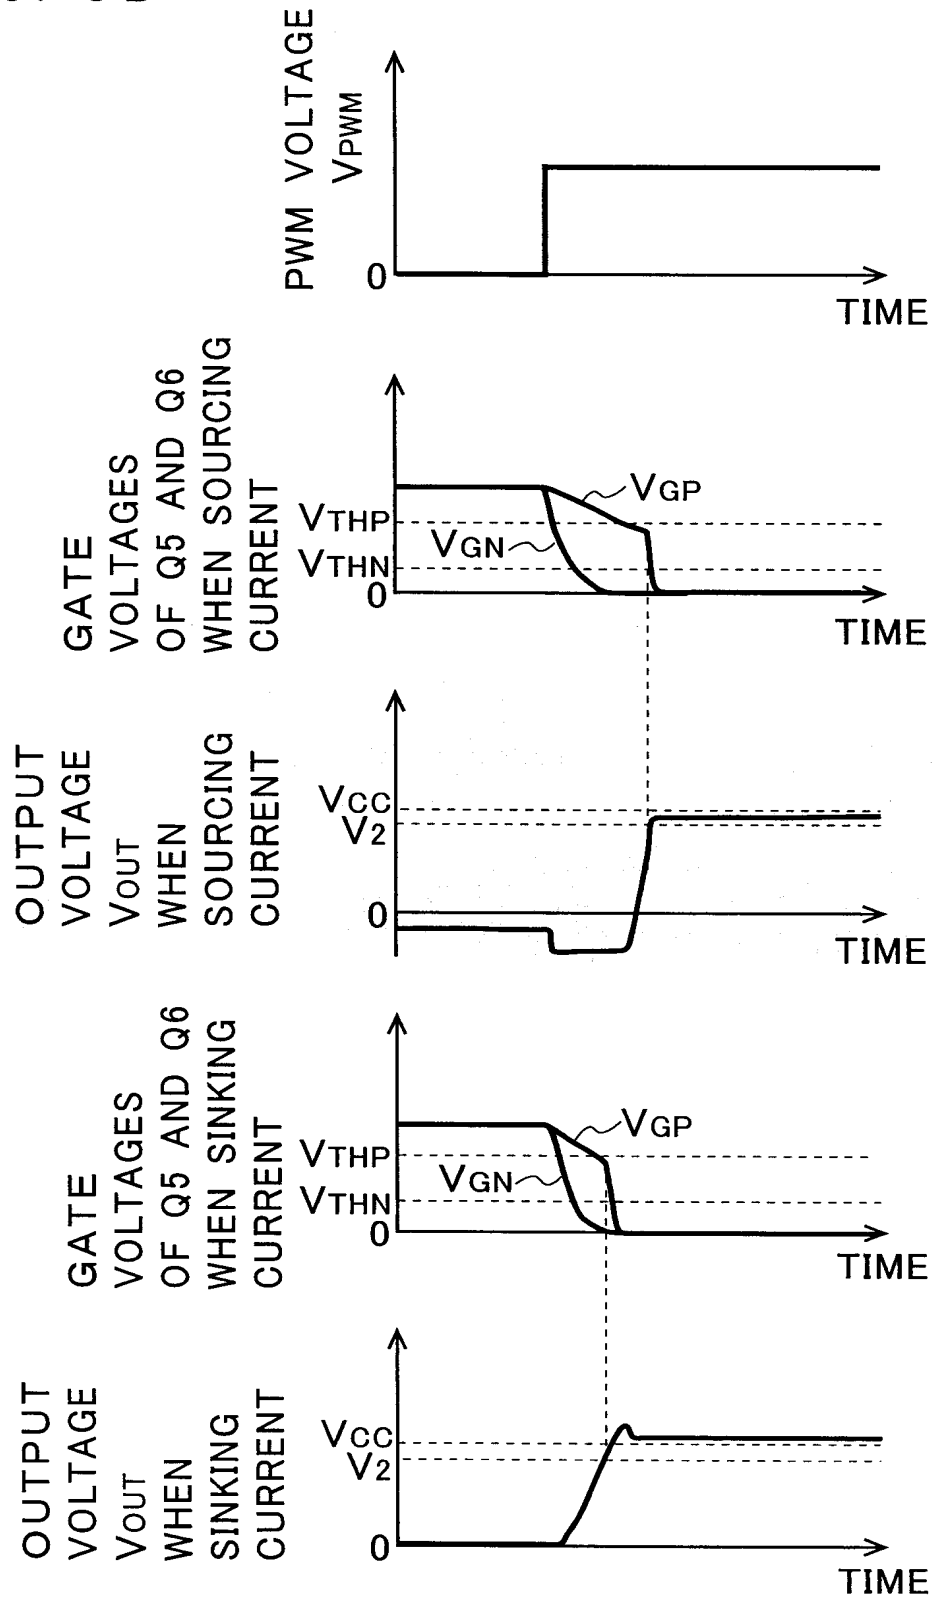 PWM VOLTAGE
VPWM
0
TIME
GATE
VOLTAGES
OF Q5 AND Q6
WHEN SOURCING
CURRENT
VTHP
VTHN
0
VGP
VGN
TIME
OUTPUT
VOLTAGE
VOUT
WHEN
SOURCING
CURRENT
VCC
V2
0
TIME
GATE
VOLTAGES
OF Q5 AND Q6
WHEN SINKING
CURRENT
VTHP
VTHN
0
VGP
VGN
TIME
OUTPUT
VOLTAGE
VOUT
WHEN
SINKING
CURRENT
VCC
V2
0
TIME